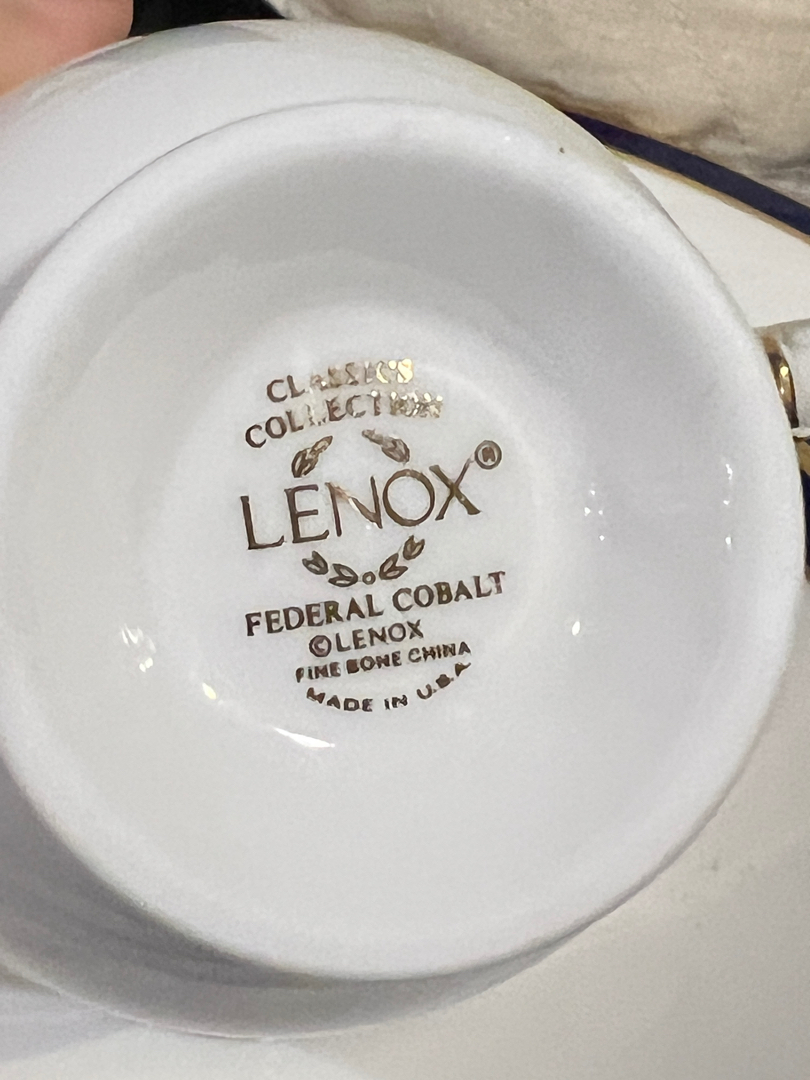 CLASSICS
COLLECTION
LENOX®
FEDERAL COBALT
©LENOX
FINE BONE CHINA
MADE IN U.S.A.